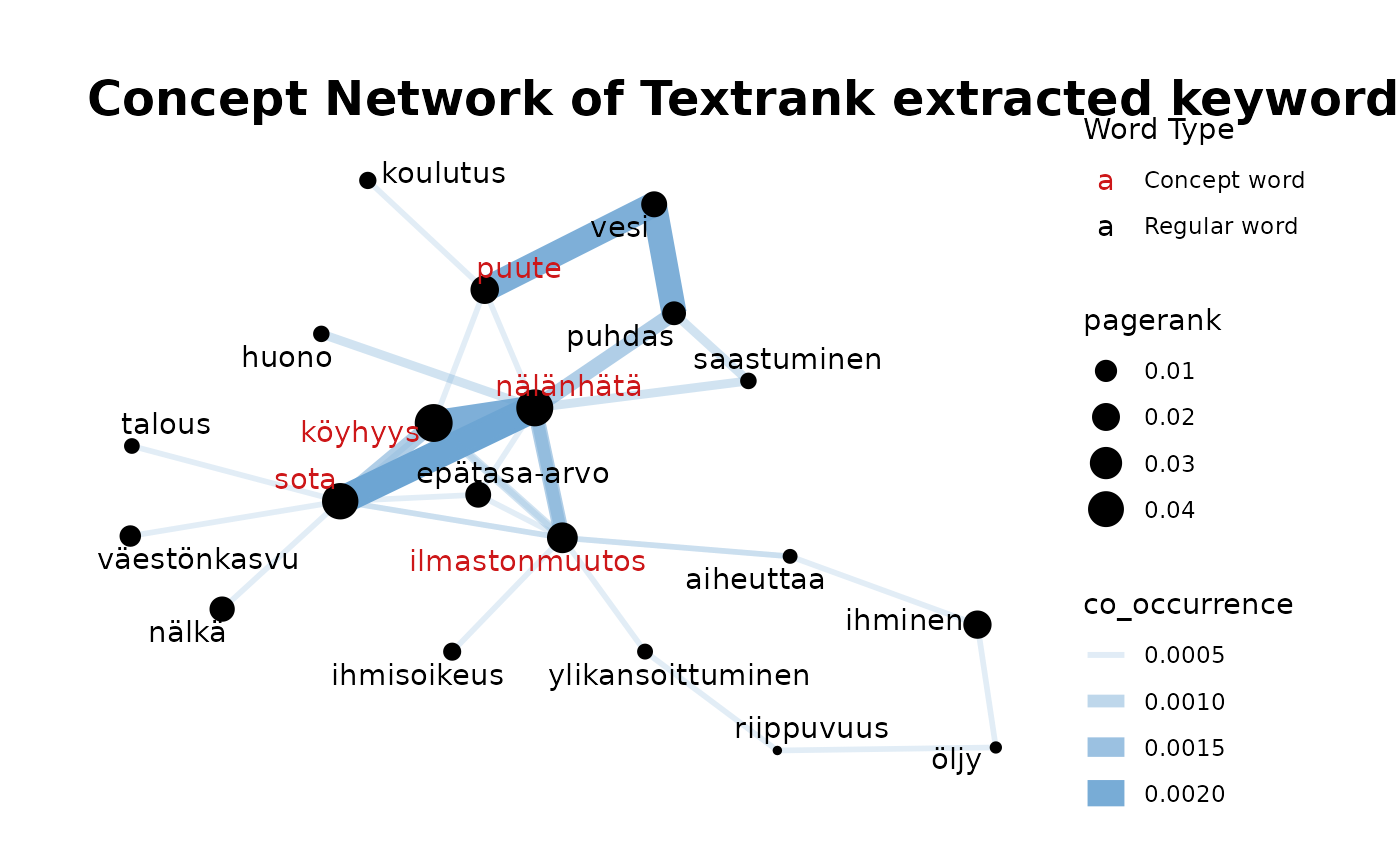 Concept Network of Textrank extracted keyword
koulutus
vesi
puute
puhdas
huono
saastuminen
nälänhätä
talous
köyhyys
sota
epätasa-arvo
väestönkasvu
ilmastonmuutos
aiheuttaa
nälkä
ihminen
ihmisoikeus
ylikansoittuminen
riippuvuus
öljy
Word Type
a Concept word
a Regular word
pagerank
0.01
0.02
0.03
0.04
co_occurrence
0.0005
0.0010
0.0015
0.0020